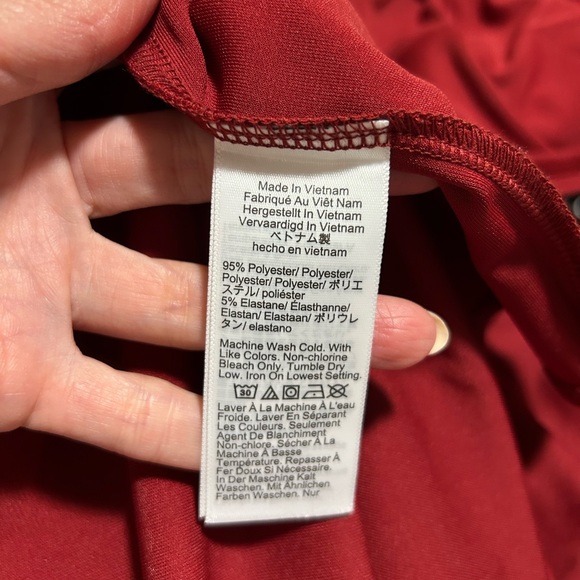 Made In Vietnam
Fabriqué Au Viêt Nam
Hergestellt In Vietnam
Vervaardigd In Vietnam
ベトナム製
hecho en vietnam
95% Polyester/ Polyester/
Polyester/ Polyester/ ポリエ
ステル/ poliéster
5% Elastane/ Élasthanne/
Elastan/ Elastaan/ ポリウレ
タン/ elastano
Machine Wash Cold. With
Like Colors. Non-chlorine
Bleach Only. Tumble Dry
Low. Iron On Lowest Setting.
30
Laver À La Machine À L'eau
Froide. Laver En Séparant
Les Couleurs. Seulement
Agent De Blanchiment
Non-chlore. Sécher À La
Machine À Basse
Température. Repasser À
Fer Doux Si Nécessaire.
In Der Maschine Kalt
Waschen. Mit Ähnlichen
Farben Waschen. Nur